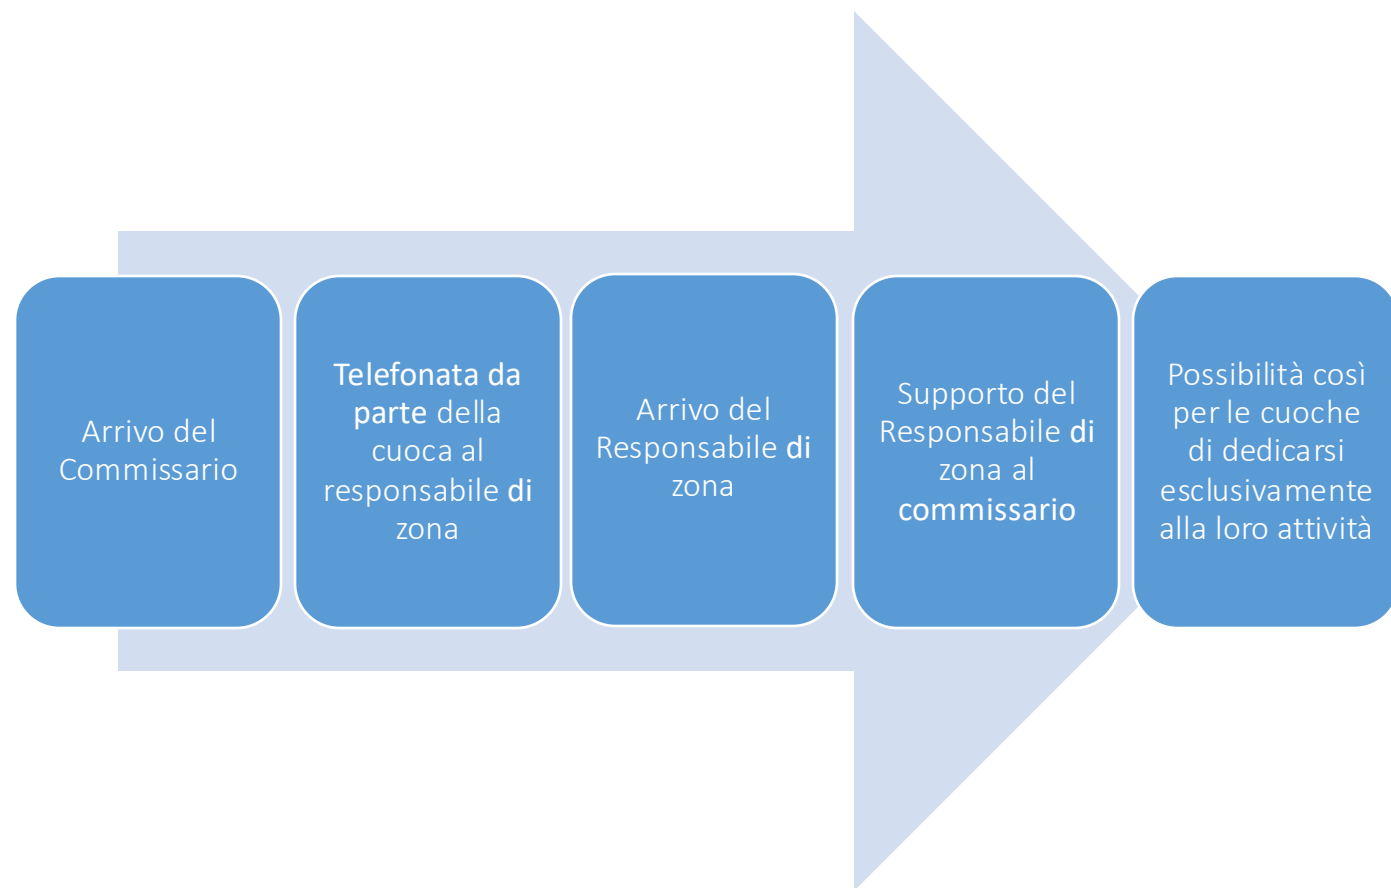 Arrivo del
Commissario
Telefonata da
parte della
cuoca al
responsabile di
zona
Arrivo del
Responsabile di
zona
Supporto del
Responsabile di
zona al
commissario
Possibilità così
per le cuoche
di dedicarsi
esclusivamente
alla loro attività